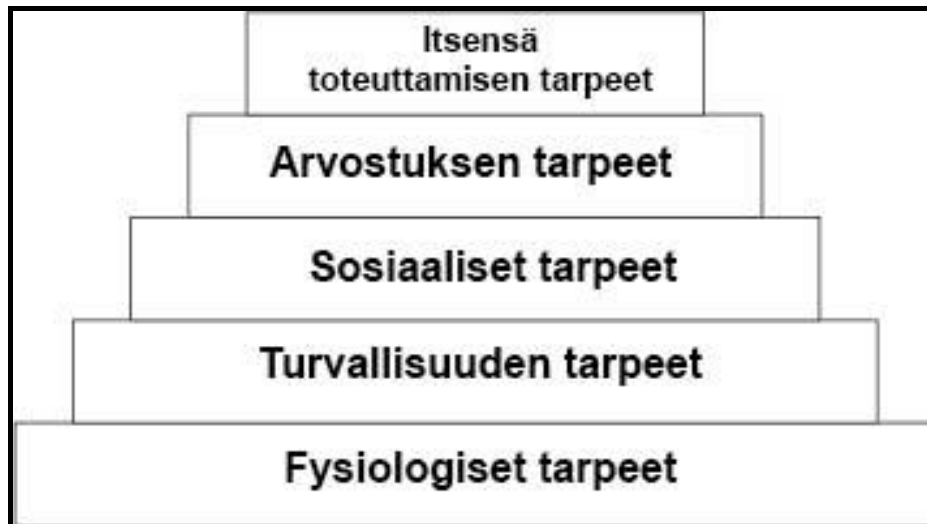 Itsensä
toteuttamisen tarpeet
Arvostuksen tarpeet
Sosiaaliset tarpeet
Turvallisuuden tarpeet
Fysiologiset tarpeet